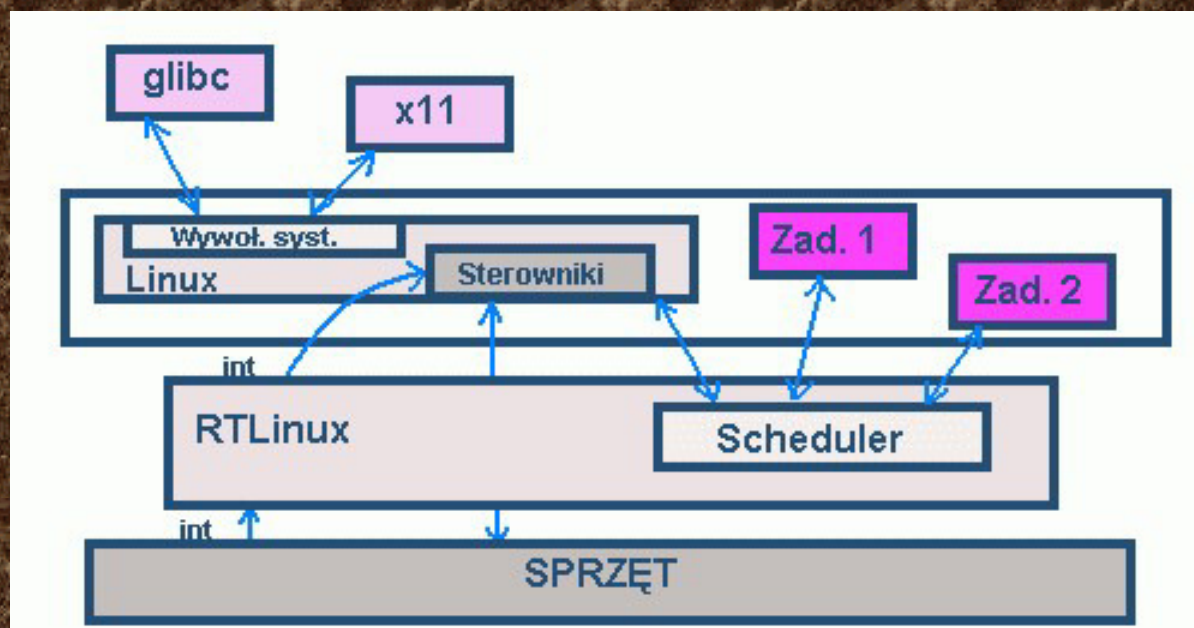 glibc
x11
Wywoł. syst.
Linux
Sterowniki
Zad. 1
Zad. 2
int
RTLinux
Scheduler
int
SPRZĘT